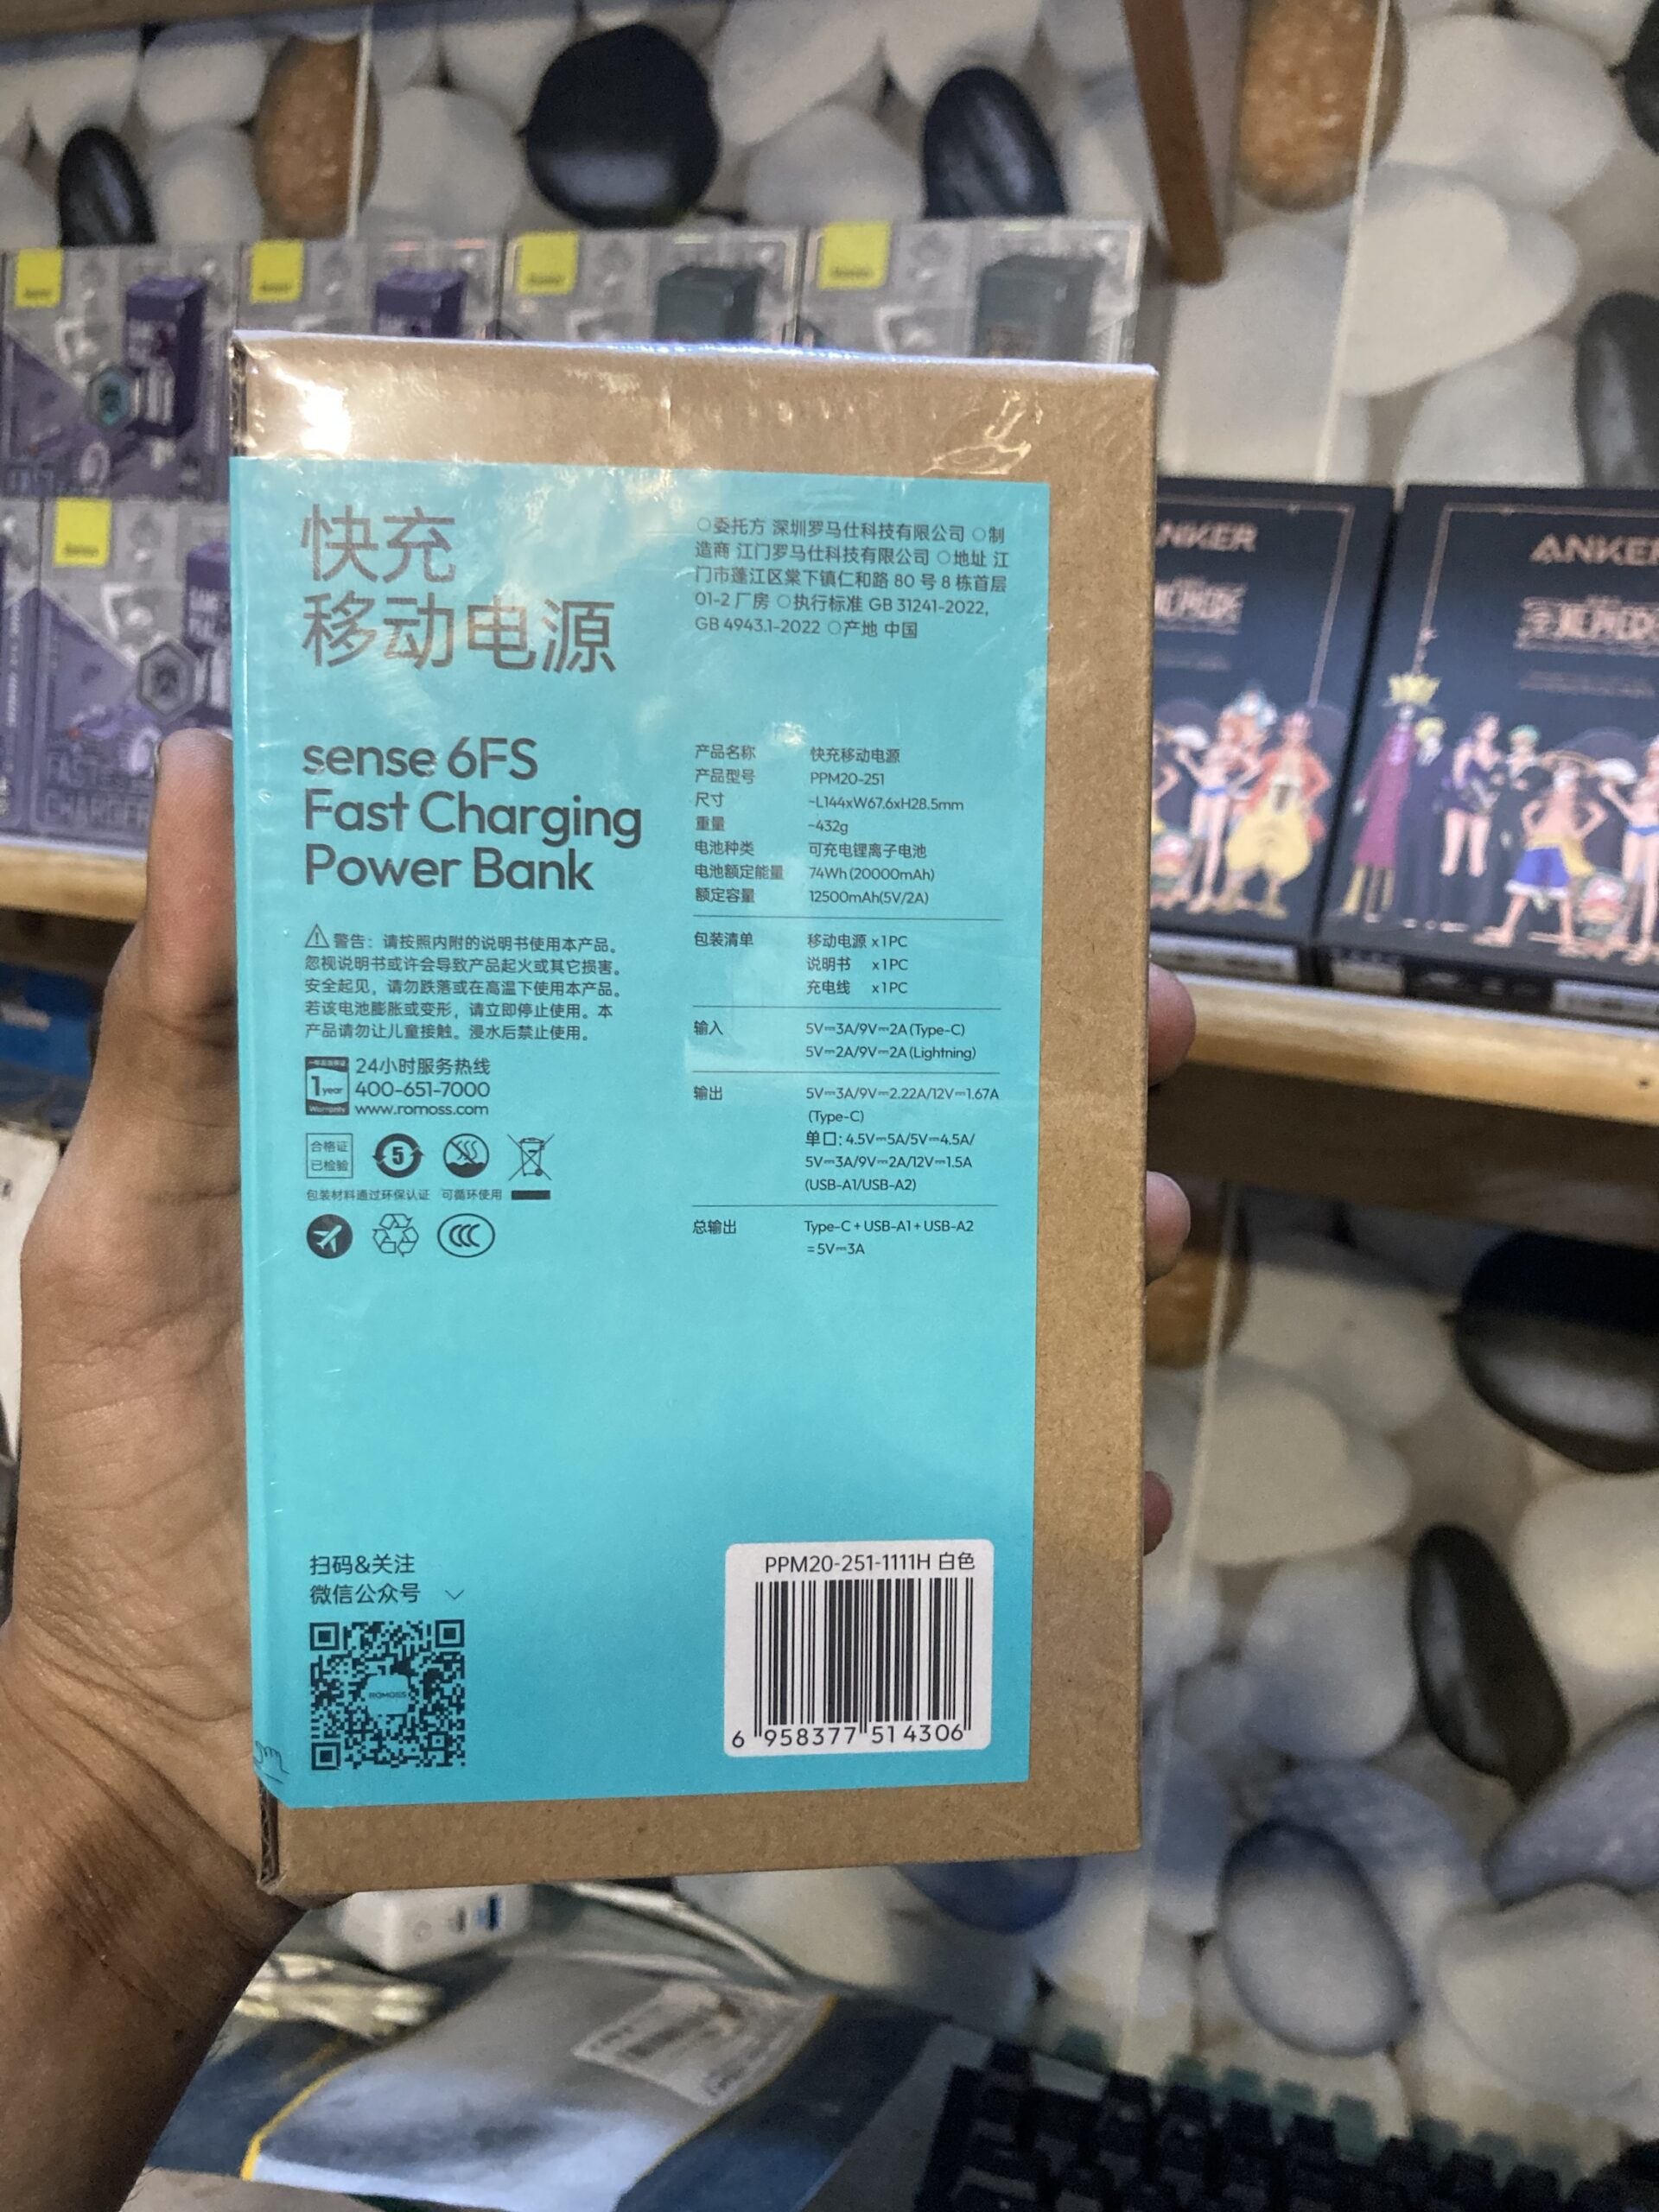 快充
移动电源
sense 6FS
Fast Charging
Power Bank
⚠警告：请按照内附的说明书使用本产品。
忽视说明书或许会导致产品起火或其它损害。
安全起见，请勿跌落或在高温下使用本产品。
若该电池膨胀或变形，请立即停止使用。本
产品请勿让儿童接触。浸水后禁止使用。
1 year
Warranty
24小时服务热线
400-651-7000
www.romoss.com
合格证
已检验
5
包装材料通过环保认证 可循环使用
CCC
○委托方 深圳罗马仕科技有限公司 ○制
造商 江门罗马仕科技有限公司 ○地址 江
门市蓬江区棠下镇仁和路 80 号 8 栋首层
01-2 厂房 ○执行标准 GB 31241-2022,
GB 4943.1-2022 ○产地 中国
产品名称 快充移动电源
产品型号 PPM20-251
尺寸 ~L144xW67.6xH28.5mm
重量 ~432g
电池种类 可充电锂离子电池
电池额定能量 74Wh (20000mAh)
额定容量 12500mAh(5V/2A)
包装清单 移动电源 x1PC
说明书 x1PC
充电线 x1PC
输入 5V⎓3A/9V⎓2A (Type-C)
5V⎓2A/9V⎓2A (Lightning)
输出 5V⎓3A/9V⎓2.22A/12V⎓1.67A
(Type-C)
单口: 4.5V⎓5A/5V⎓4.5A/
5V⎓3A/9V⎓2A/12V⎓1.5A
(USB-A1/USB-A2)
总输出 Type-C + USB-A1 + USB-A2
= 5V⎓3A
扫码&关注
微信公众号
ROMOSS
PPM20-251-1111H 白色
6 958377 514306
ANKER